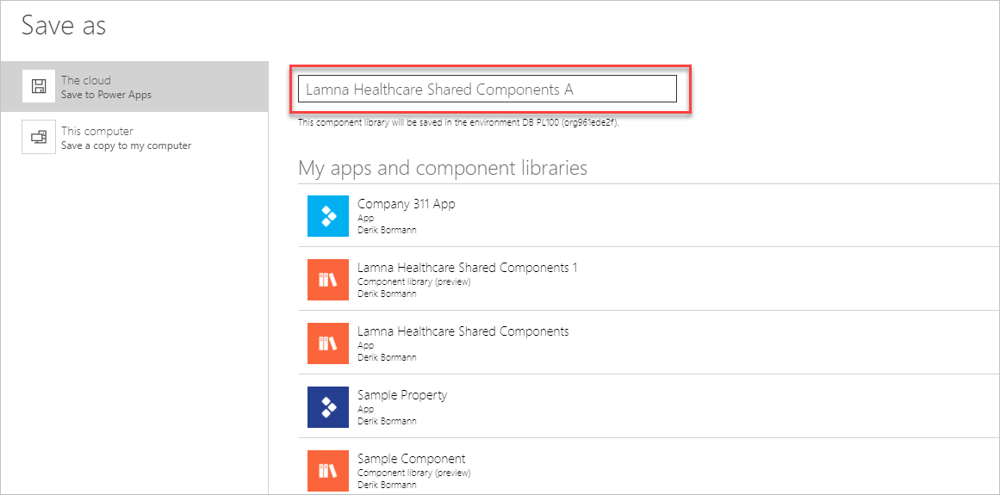 Save as
The cloud
Save to Power Apps
This computer
Save a copy to my computer
Lamna Healthcare Shared Components A
This component library will be saved in the environment DB PL100 (org961ede2f).
My apps and component libraries
Company 311 App
App
Derik Bormann
Lamna Healthcare Shared Components 1
Component library (preview)
Derik Bormann
Lamna Healthcare Shared Components
App
Derik Bormann
Sample Property
App
Derik Bormann
Sample Component
Component library (preview)
Derik Bormann